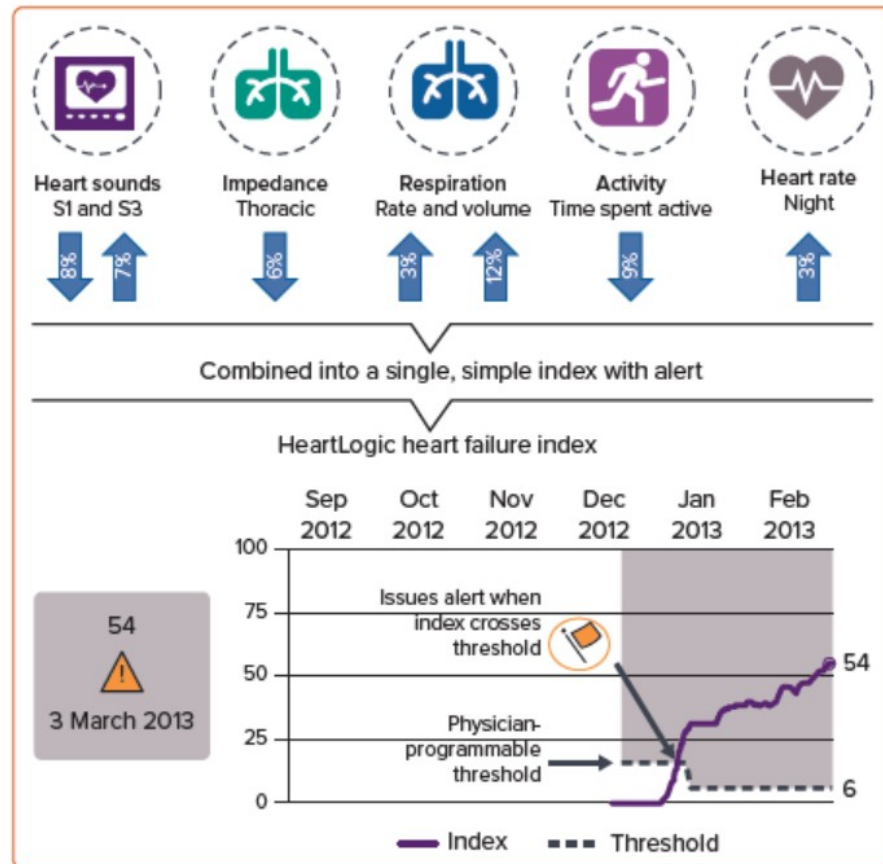 Heart sounds
S1 and S3
Impedance
Thoracic
Respiration
Rate and volume
Activity
Time spent active
Heart rate
Night
8%
7%
6%
3%
12%
9%
3%
Combined into a single, simple index with alert
HeartLogic heart failure index
Sep
2012
Oct
2012
Nov
2012
Dec
2012
Jan
2013
Feb
2013
100
75
50
25
0
Issues alert when
index crosses
threshold
Physician-
programmable
threshold
54
6
54
!
3 March 2013
Index
Threshold